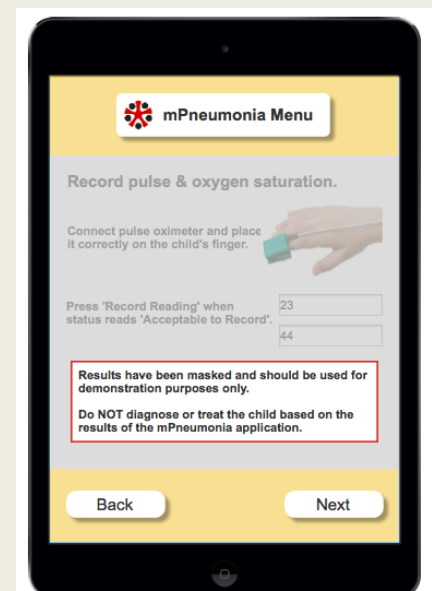 mPneumonia Menu
Record pulse & oxygen saturation.
Connect pulse oximeter and place
it correctly on the child's finger.
Press 'Record Reading' when
status reads 'Acceptable to Record'.
23
44
Results have been masked and should be used for
demonstration purposes only.
Do NOT diagnose or treat the child based on the
results of the mPneumonia application.
Back
Next